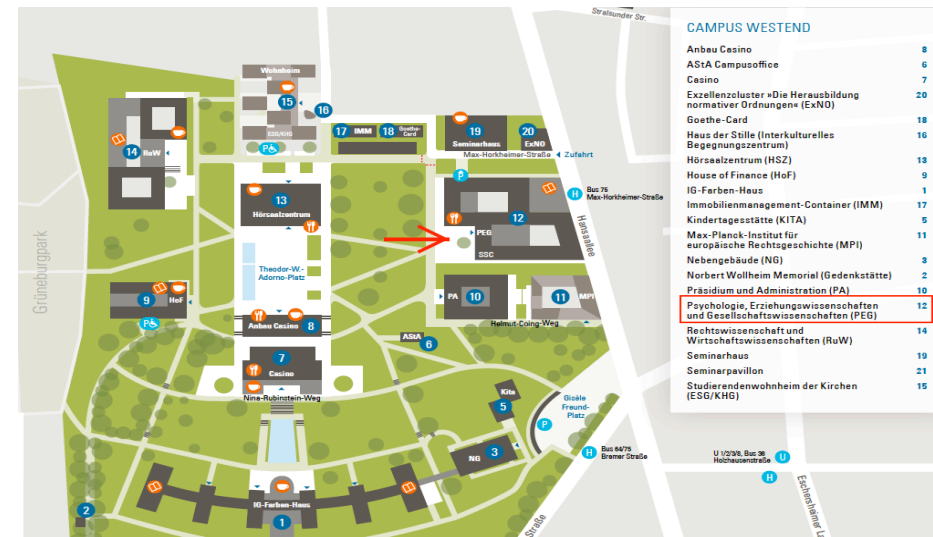 Stralsunder Str.
Wohnheim
15
16
ESG/KHG
P
17 IMM 18 Goethe-Card
19
Seminarhaus
20
ExNO
Max-Horkheimer-Straße Zufahrt
14 RuW
P
13
Hörsaalzentrum
12
PEG
SSC
H Bus 75
Max-Horkheimer-Straße
Hansaallee
Grüneburgpark
Theodor-W.-
Adorno-Platz
9 HoF
P
PA 10
11 MPI
Helmut-Coing-Weg
Anbau Casino 8
AStA
6
7
Casino
Nina-Rubinstein-Weg
Kita
5
Gisèle
Freund-
Platz
P
NG 3
H Bus 64/75
Bremer Straße
U 1/2/3/8, Bus 36
Holzhausenstraße U
H
2
IG-Farben-Haus
1
Straße
Eschersheimer La
CAMPUS WESTEND
Anbau Casino 8
AStA Campusoffice 6
Casino 7
Exzellenzcluster »Die Herausbildung 20
normativer Ordnungen« (ExNO)
Goethe-Card 18
Haus der Stille (Interkulturelles 16
Begegnungszentrum)
Hörsaalzentrum (HSZ) 13
House of Finance (HoF) 9
IG-Farben-Haus 1
Immobilienmanagement-Container (IMM) 17
Kindertagesstätte (KITA) 5
Max-Planck-Institut für 11
europäische Rechtsgeschichte (MPI)
Nebengebäude (NG) 3
Norbert Wollheim Memorial (Gedenkstätte) 2
Präsidium und Administration (PA) 10
Psychologie, Erziehungswissenschaften 12
und Gesellschaftswissenschaften (PEG)
Rechtswissenschaft und 14
Wirtschaftswissenschaften (RuW)
Seminarhaus 19
Seminarpavillon 21
Studierendenwohnheim der Kirchen 15
(ESG/KHG)